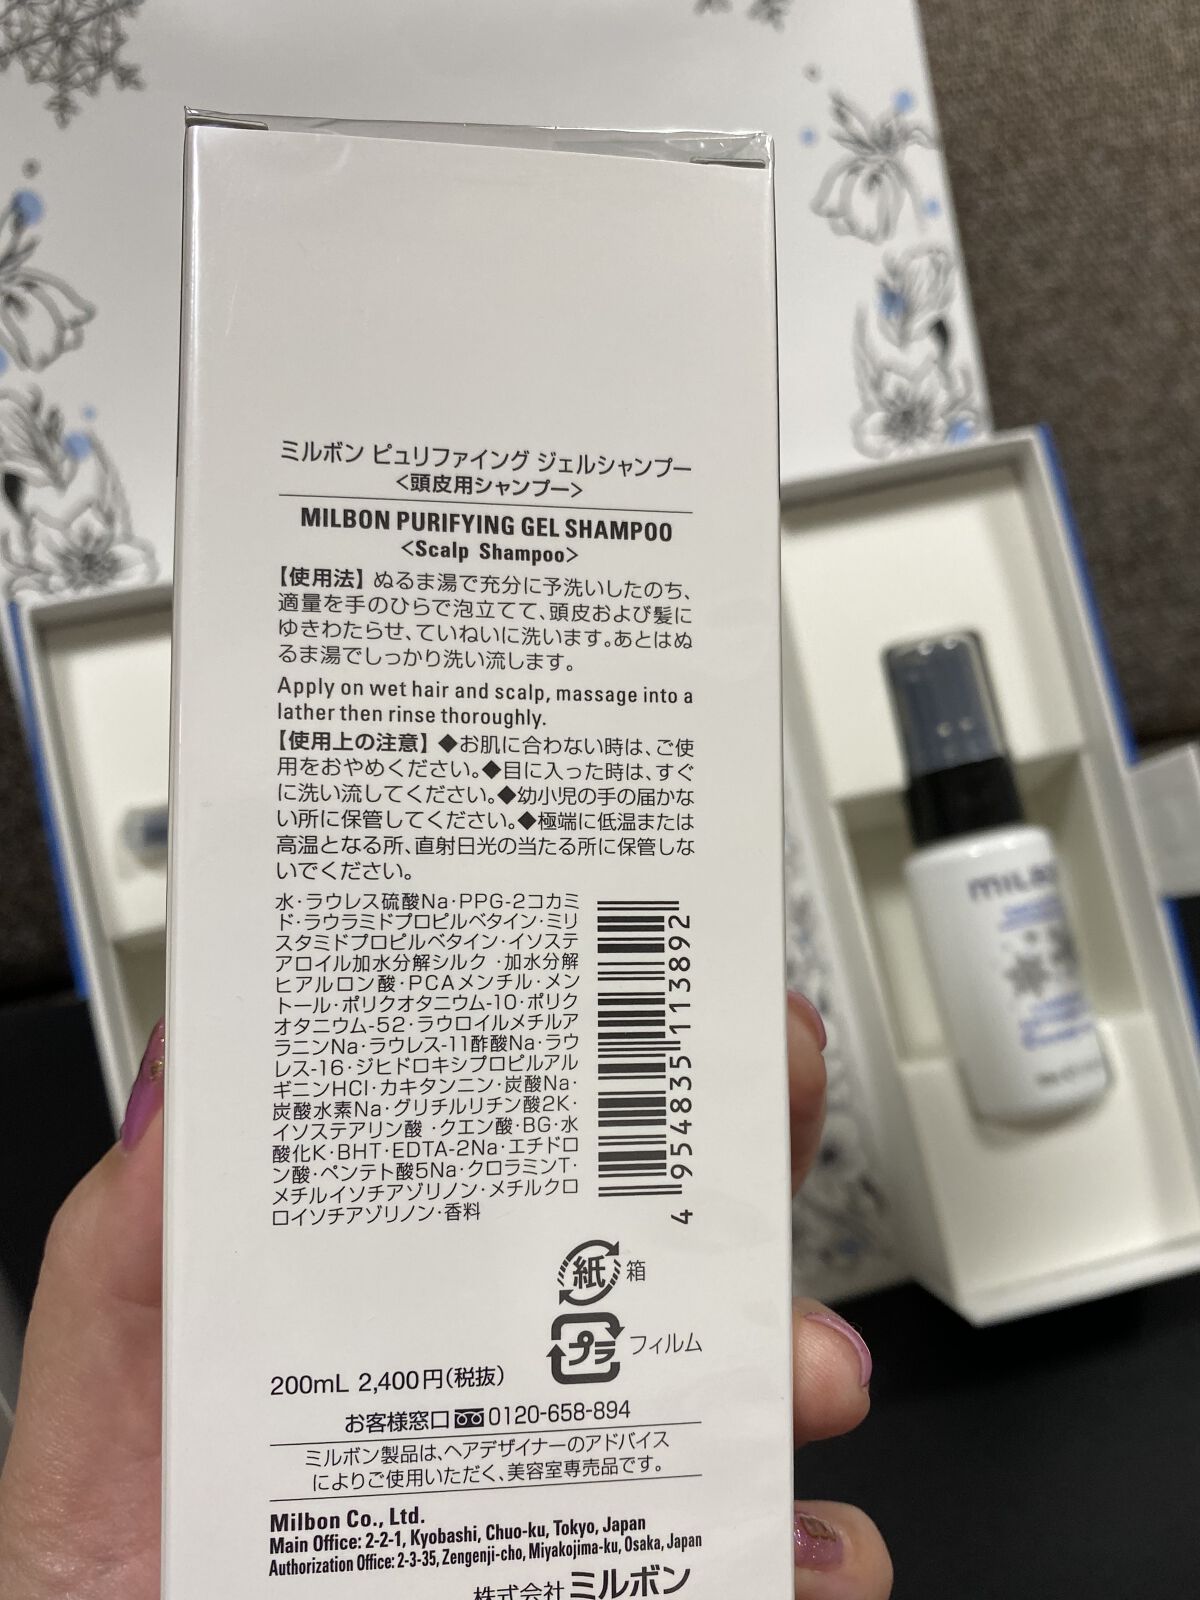 ミルボン ピュリファイング ジェルシャンプー
<頭皮用シャンプー>
MILBON PURIFYING GEL SHAMPOO
<Scalp Shampoo>
【使用法】ぬるま湯で充分に予洗いしたのち、
適量を手のひらで泡立てて、頭皮および髪に
ゆきわたらせ、ていねいに洗います。あとはぬ
るま湯でしっかり洗い流します。
Apply on wet hair and scalp, massage into a
lather then rinse thoroughly.
【使用上の注意】◆お肌に合わない時は、ご使
用をおやめください。◆目に入った時は、すぐ
に洗い流してください。◆幼小児の手の届かな
い所に保管してください。◆極端に低温または
高温となる所、直射日光の当たる所に保管しな
いでください。
水・ラウレス硫酸Na・PPG-2コカミ
ド・ラウラミドプロピルベタイン・ミリ
スタミドプロピルベタイン・イソステ
アロイル加水分解シルク・加水分解
ヒアルロン酸・PCAメンチル・メン
トール・ポリクオタニウム-10・ポリク
オタニウム-52・ラウロイルメチルア
ラニンNa・ラウレス-11酢酸Na・ラウ
レス-16・ジヒドロキシプロピルアル
ギニンHCl・カキタンニン・炭酸Na・
炭酸水素Na・グリチルリチン酸2K・
イソステアリン酸・クエン酸・BG・水
酸化K・BHT・EDTA-2Na・エチドロ
ン酸・ペンテト酸5Na・クロラミンT・
メチルイソチアゾリノン・メチルクロ
ロイソチアゾリノン・香料
4 954835 113892
紙 箱
プラ フィルム
200mL 2,400円(税抜)
お客様窓口 0120-658-894
ミルボン製品は、ヘアデザイナーのアドバイス
によりご使用いただく、美容室専売品です。
Milbon Co., Ltd.
Main Office: 2-2-1, Kyobashi, Chuo-ku, Tokyo, Japan
Authorization Office: 2-3-35, Zengenji-cho, Miyakojima-ku, Osaka, Japan
株式会社ミルボン